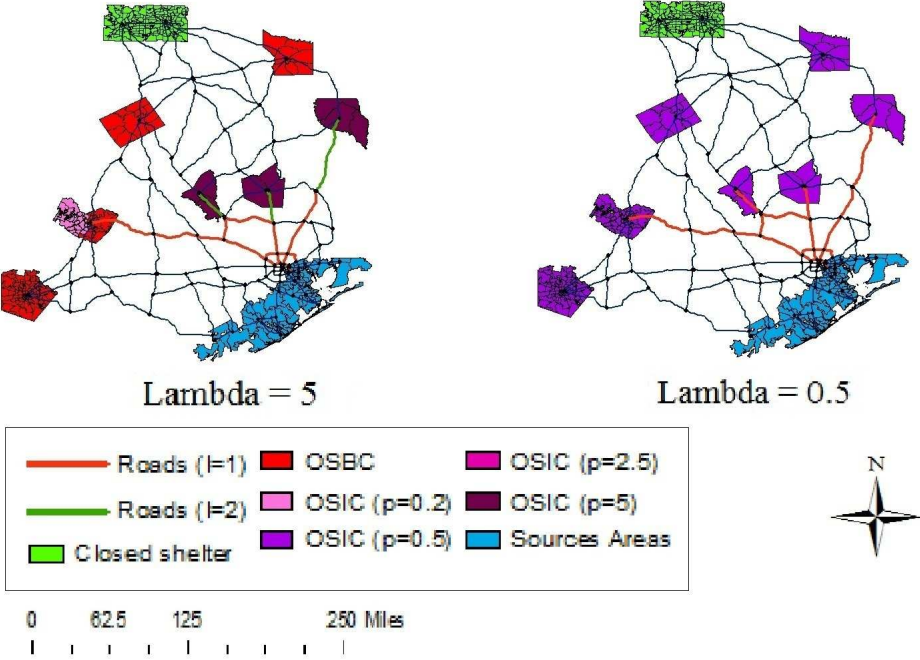 Lambda = 5
Lambda = 0.5
Roads (l=1)
OSBC
OSIC (p=2.5)
Roads (l=2)
OSIC (p=0.2)
OSIC (p=5)
Closed shelter
OSIC (p=0.5)
Sources Areas
N
0 62.5 125 250 Miles